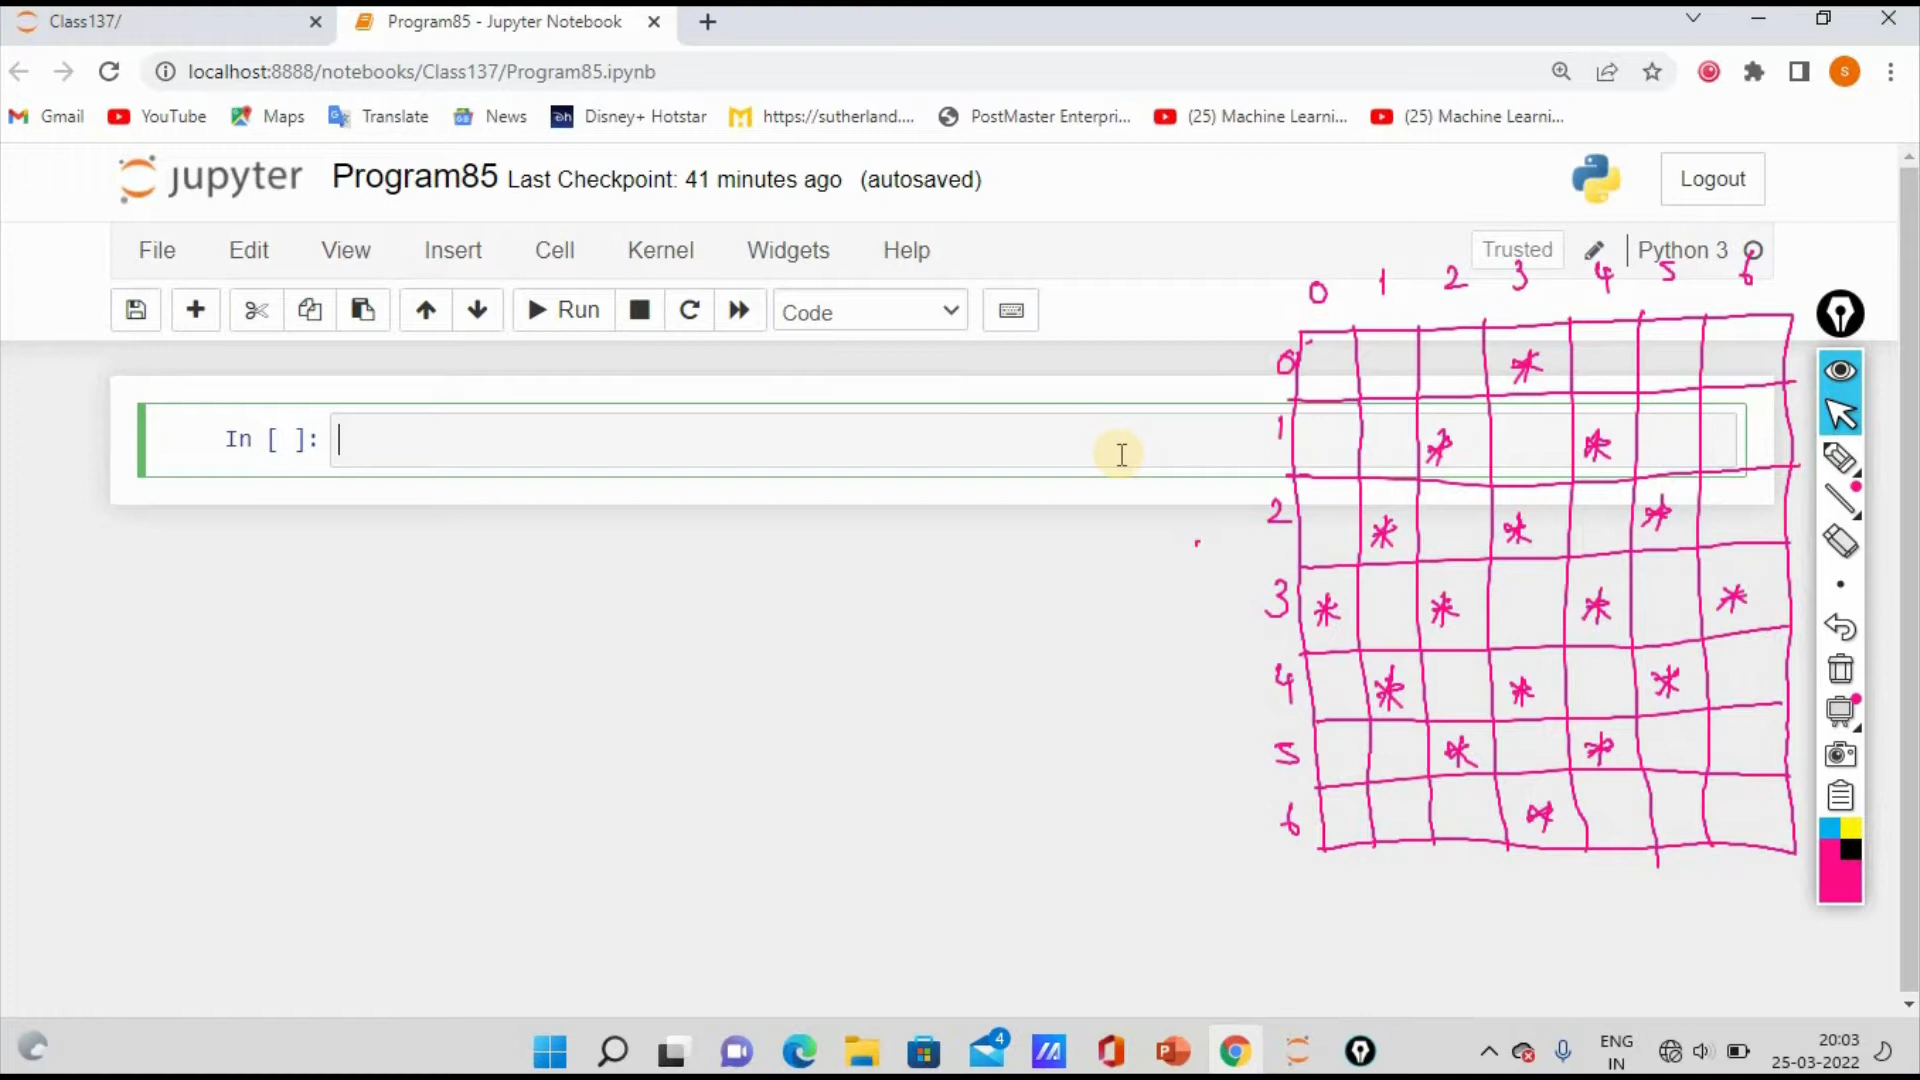 Class137/
Program85 - Jupyter Notebook
localhost:8888/notebooks/Class137/Program85.ipynb
S
Gmail
YouTube
Maps
Translate
News
Disney+ Hotstar
https://sutherland....
PostMaster Enterpri...
(25) Machine Learni...
(25) Machine Learni...
jupyter
Program85 Last Checkpoint: 41 minutes ago (autosaved)
Logout
File Edit View Insert Cell Kernel Widgets Help
Trusted
Python 3
Run
Code
In [ ]:
0 1 2 3 4 5 6
0 *
1 * *
2 * * *
3 * * * *
4 * * *
5 * *
6 *
4
ENG
IN
20:03
25-03-2022